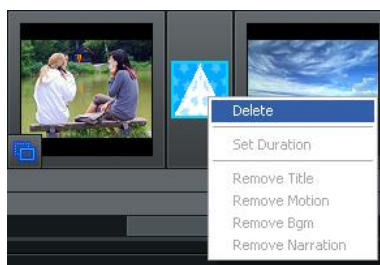 Delete
Set Duration
Remove Title
Remove Motion
Remove Bgm
Remove Narration